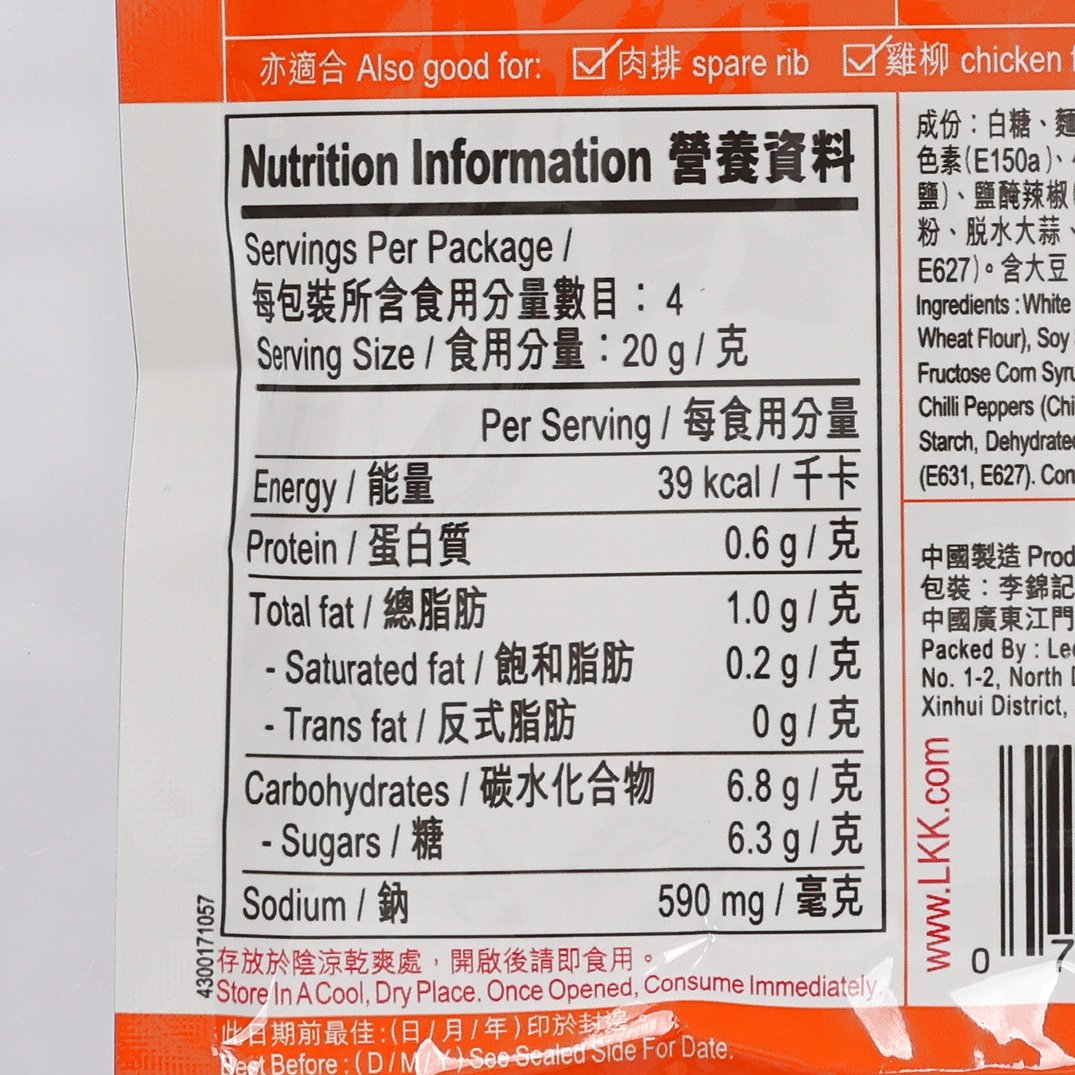 亦適合 Also good for: ☑肉排 spare rib ☑雞柳 chicken
Nutrition Information 營養資料
Servings Per Package /
每包裝所含食用分量數目：4
Serving Size / 食用分量：20 g / 克
Per Serving / 每食用分量
Energy / 能量 39 kcal / 千卡
Protein / 蛋白質 0.6 g / 克
Total fat / 總脂肪 1.0 g / 克
- Saturated fat / 飽和脂肪 0.2 g / 克
- Trans fat / 反式脂肪 0 g / 克
Carbohydrates / 碳水化合物 6.8 g / 克
- Sugars / 糖 6.3 g / 克
Sodium / 鈉 590 mg / 毫克
4300171057
存放於陰涼乾爽處，開啟後請即食用。
Store In A Cool, Dry Place. Once Opened, Consume Immediately.
此日期前最佳:(日/月/年)印於封邊。
Best Before : (D/M/Y) See Sealed Side For Date.
成份：白糖、麵
色素(E150a)、
鹽)、鹽醃辣椒(
粉、脫水大蒜、
E627)。含大豆
Ingredients : White
Wheat Flour), Soy
Fructose Corn Syru
Chilli Peppers (Chi
Starch, Dehydrated
(E631, E627). Con
中國製造 Prod
包裝：李錦記
中國廣東江門
Packed By : Lee
No. 1-2, North
Xinhui District,
www.LKK.com
0 7